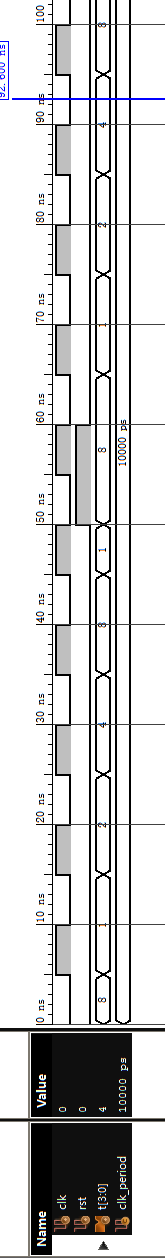 92.600 ns
Name Value 0 ns 10 ns 20 ns 30 ns 40 ns 50 ns 60 ns 70 ns 80 ns 90 ns 100
clk 0
rst 0
t[3:0] 4 8 1 2 4 8 1 8 1 2 4 8
clk_period 10000 ps 10000 ps